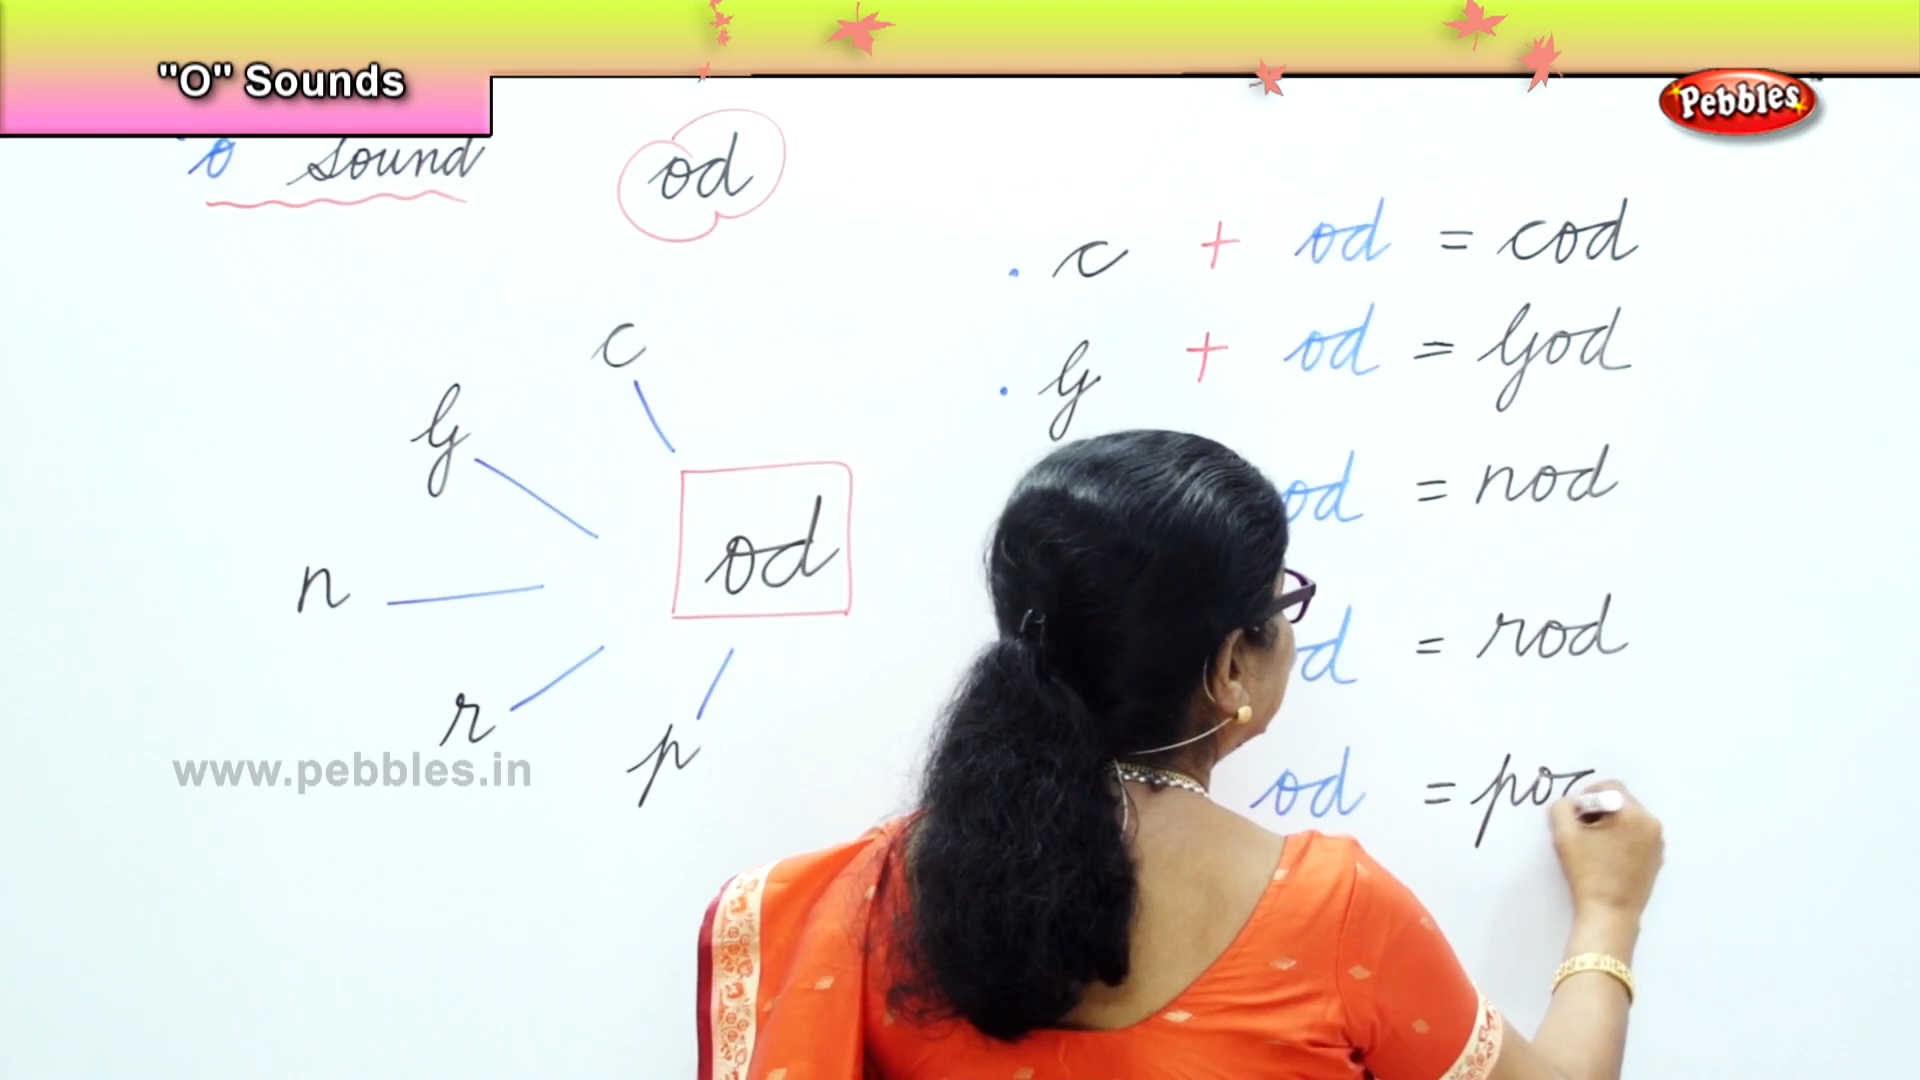 "O" Sounds
Pebbles
o Sound
od
c + od = cod
G + od = God
od = nod
d = rod
od = po
c
G
n
od
r
p
www.pebbles.in